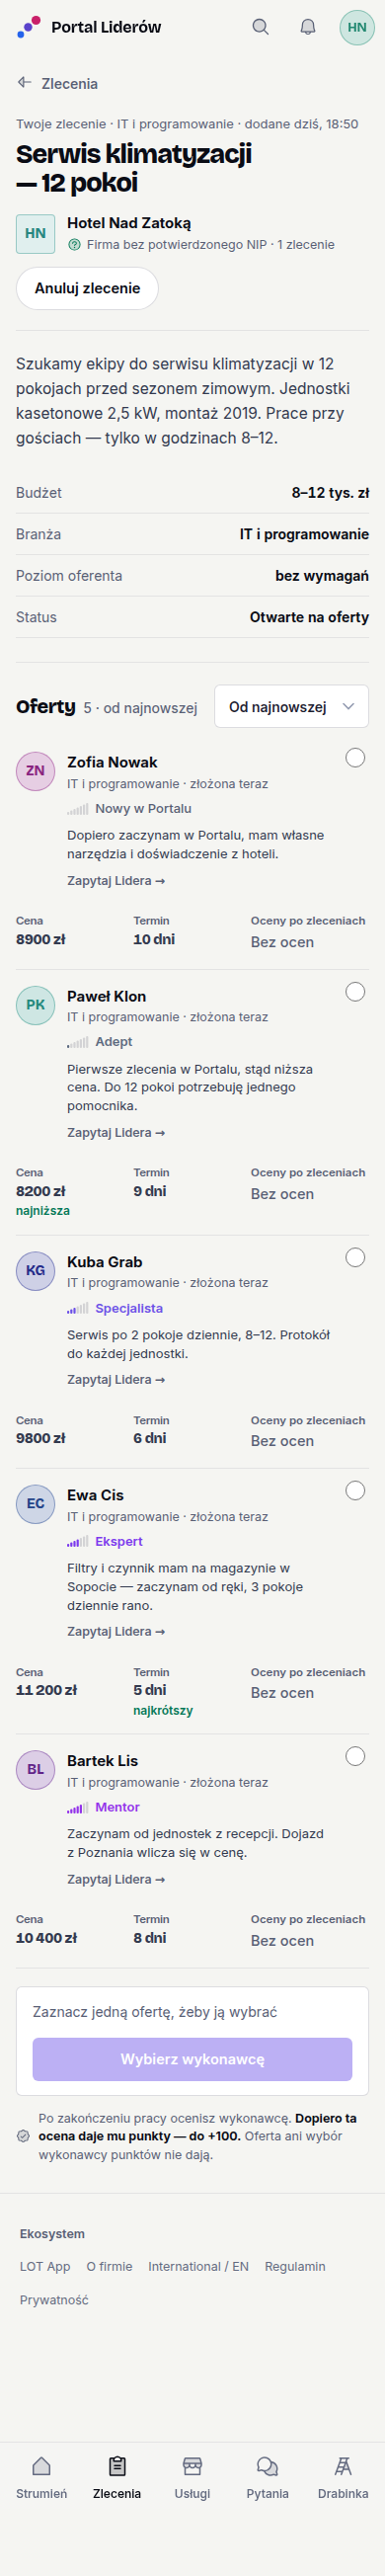 Portal Liderów
HN
Zlecenia
Twoje zlecenie · IT i programowanie · dodane dziś, 18:50
Serwis klimatyzacji
— 12 pokoi
HN
Hotel Nad Zatoką
Firma bez potwierdzonego NIP · 1 zlecenie
Anuluj zlecenie
Szukamy ekipy do serwisu klimatyzacji w 12
pokojach przed sezonem zimowym. Jednostki
kasetonowe 2,5 kW, montaż 2019. Prace przy
gościach — tylko w godzinach 8–12.
Budżet 8–12 tys. zł
Branża IT i programowanie
Poziom oferenta bez wymagań
Status Otwarte na oferty
Oferty 5 · od najnowszej Od najnowszej
ZN
Zofia Nowak
IT i programowanie · złożona teraz
Nowy w Portalu
Dopiero zaczynam w Portalu, mam własne
narzędzia i doświadczenie z hoteli.
Zapytaj Lidera →
Cena Termin Oceny po zleceniach
8900 zł 10 dni Bez ocen
PK
Paweł Klon
IT i programowanie · złożona teraz
Adept
Pierwsze zlecenia w Portalu, stąd niższa
cena. Do 12 pokoi potrzebuję jednego
pomocnika.
Zapytaj Lidera →
Cena Termin Oceny po zleceniach
8200 zł 9 dni Bez ocen
najniższa
KG
Kuba Grab
IT i programowanie · złożona teraz
Specjalista
Serwis po 2 pokoje dziennie, 8–12. Protokół
do każdej jednostki.
Zapytaj Lidera →
Cena Termin Oceny po zleceniach
9800 zł 6 dni Bez ocen
EC
Ewa Cis
IT i programowanie · złożona teraz
Ekspert
Filtry i czynnik mam na magazynie w
Sopocie — zaczynam od ręki, 3 pokoje
dziennie rano.
Zapytaj Lidera →
Cena Termin Oceny po zleceniach
11 200 zł 5 dni Bez ocen
najkrótszy
BL
Bartek Lis
IT i programowanie · złożona teraz
Mentor
Zaczynam od jednostek z recepcji. Dojazd
z Poznania wlicza się w cenę.
Zapytaj Lidera →
Cena Termin Oceny po zleceniach
10 400 zł 8 dni Bez ocen
Zaznacz jedną ofertę, żeby ją wybrać
Wybierz wykonawcę
Po zakończeniu pracy ocenisz wykonawcę. Dopiero ta
ocena daje mu punkty — do +100. Oferta ani wybór
wykonawcy punktów nie dają.
Ekosystem
LOT App O firmie International / EN Regulamin
Prywatność
Strumień Zlecenia Usługi Pytania Drabinka